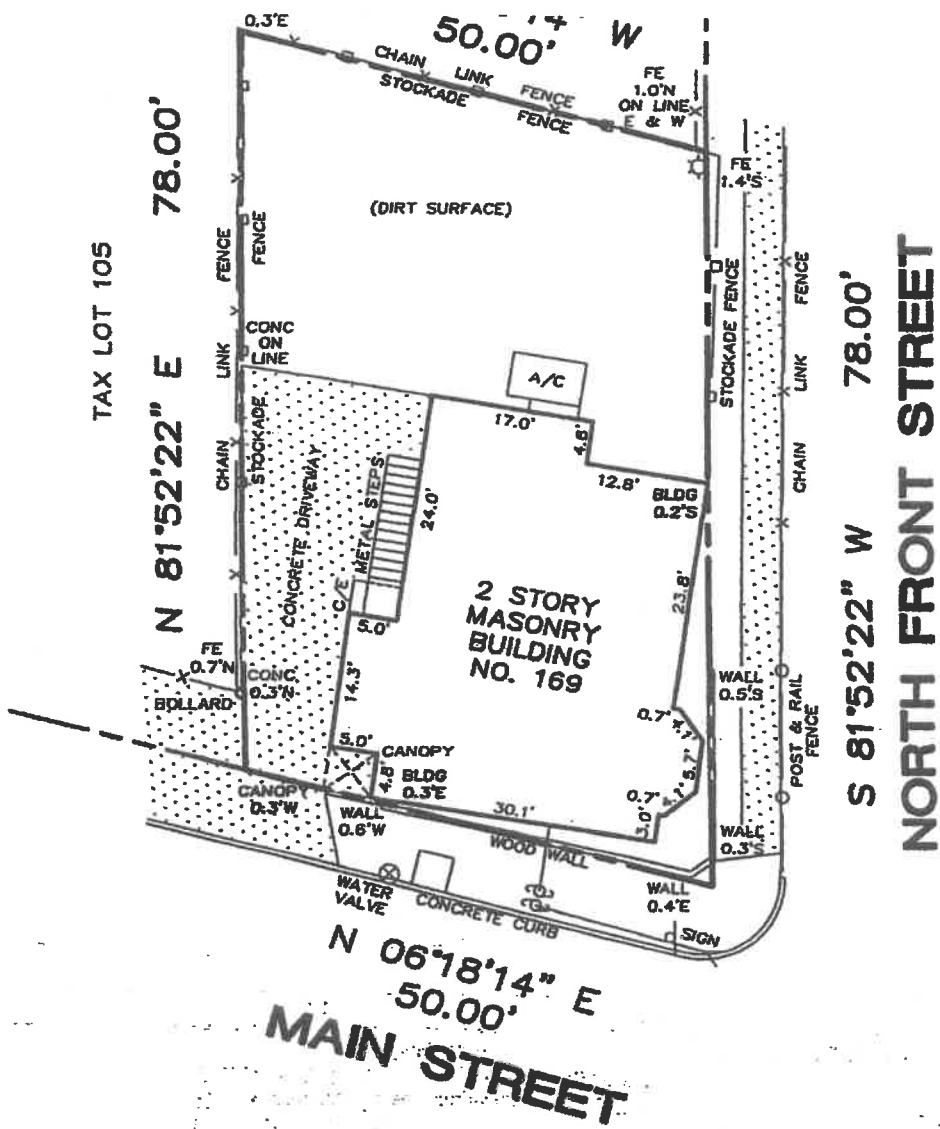 0.3'E
W
50.00'
CHAIN LINK FENCE
STOCKADE FENCE
FE
1.0'N
ON LINE
E & W
FE
1.4'S
(DIRT SURFACE)
TAX LOT 105
N 81°52'22" E 78.00'
CHAIN LINK FENCE
STOCKADE FENCE
CONC
ON
LINE
A/C
17.0'
4.6'
12.8'
BLDG
0.2'S
STOCKADE FENCE
CHAIN LINK FENCE
S 81°52'22" W 78.00'
NORTH FRONT STREET
CONCRETE DRIVEWAY
METAL STEPS
24.0'
C/E
5.0'
2 STORY
MASONRY
BUILDING
NO. 169
23.8'
14.3'
FE
0.7'N
BOLLARD
CONC
0.3'N
WALL
0.5'S
POST & RAIL
FENCE
0.7'
4.1'
5.7'
0.7'
3.0'
5.0'
CANOPY
4.8'
BLDG
0.3'E
CANOPY
0.3'W
WALL
0.6'W
30.1'
WOOD WALL
WALL
0.3'S
WALL
0.4'E
WATER
VALVE
CONCRETE CURB
SIGN
N 06°18'14" E
50.00'
MAIN STREET